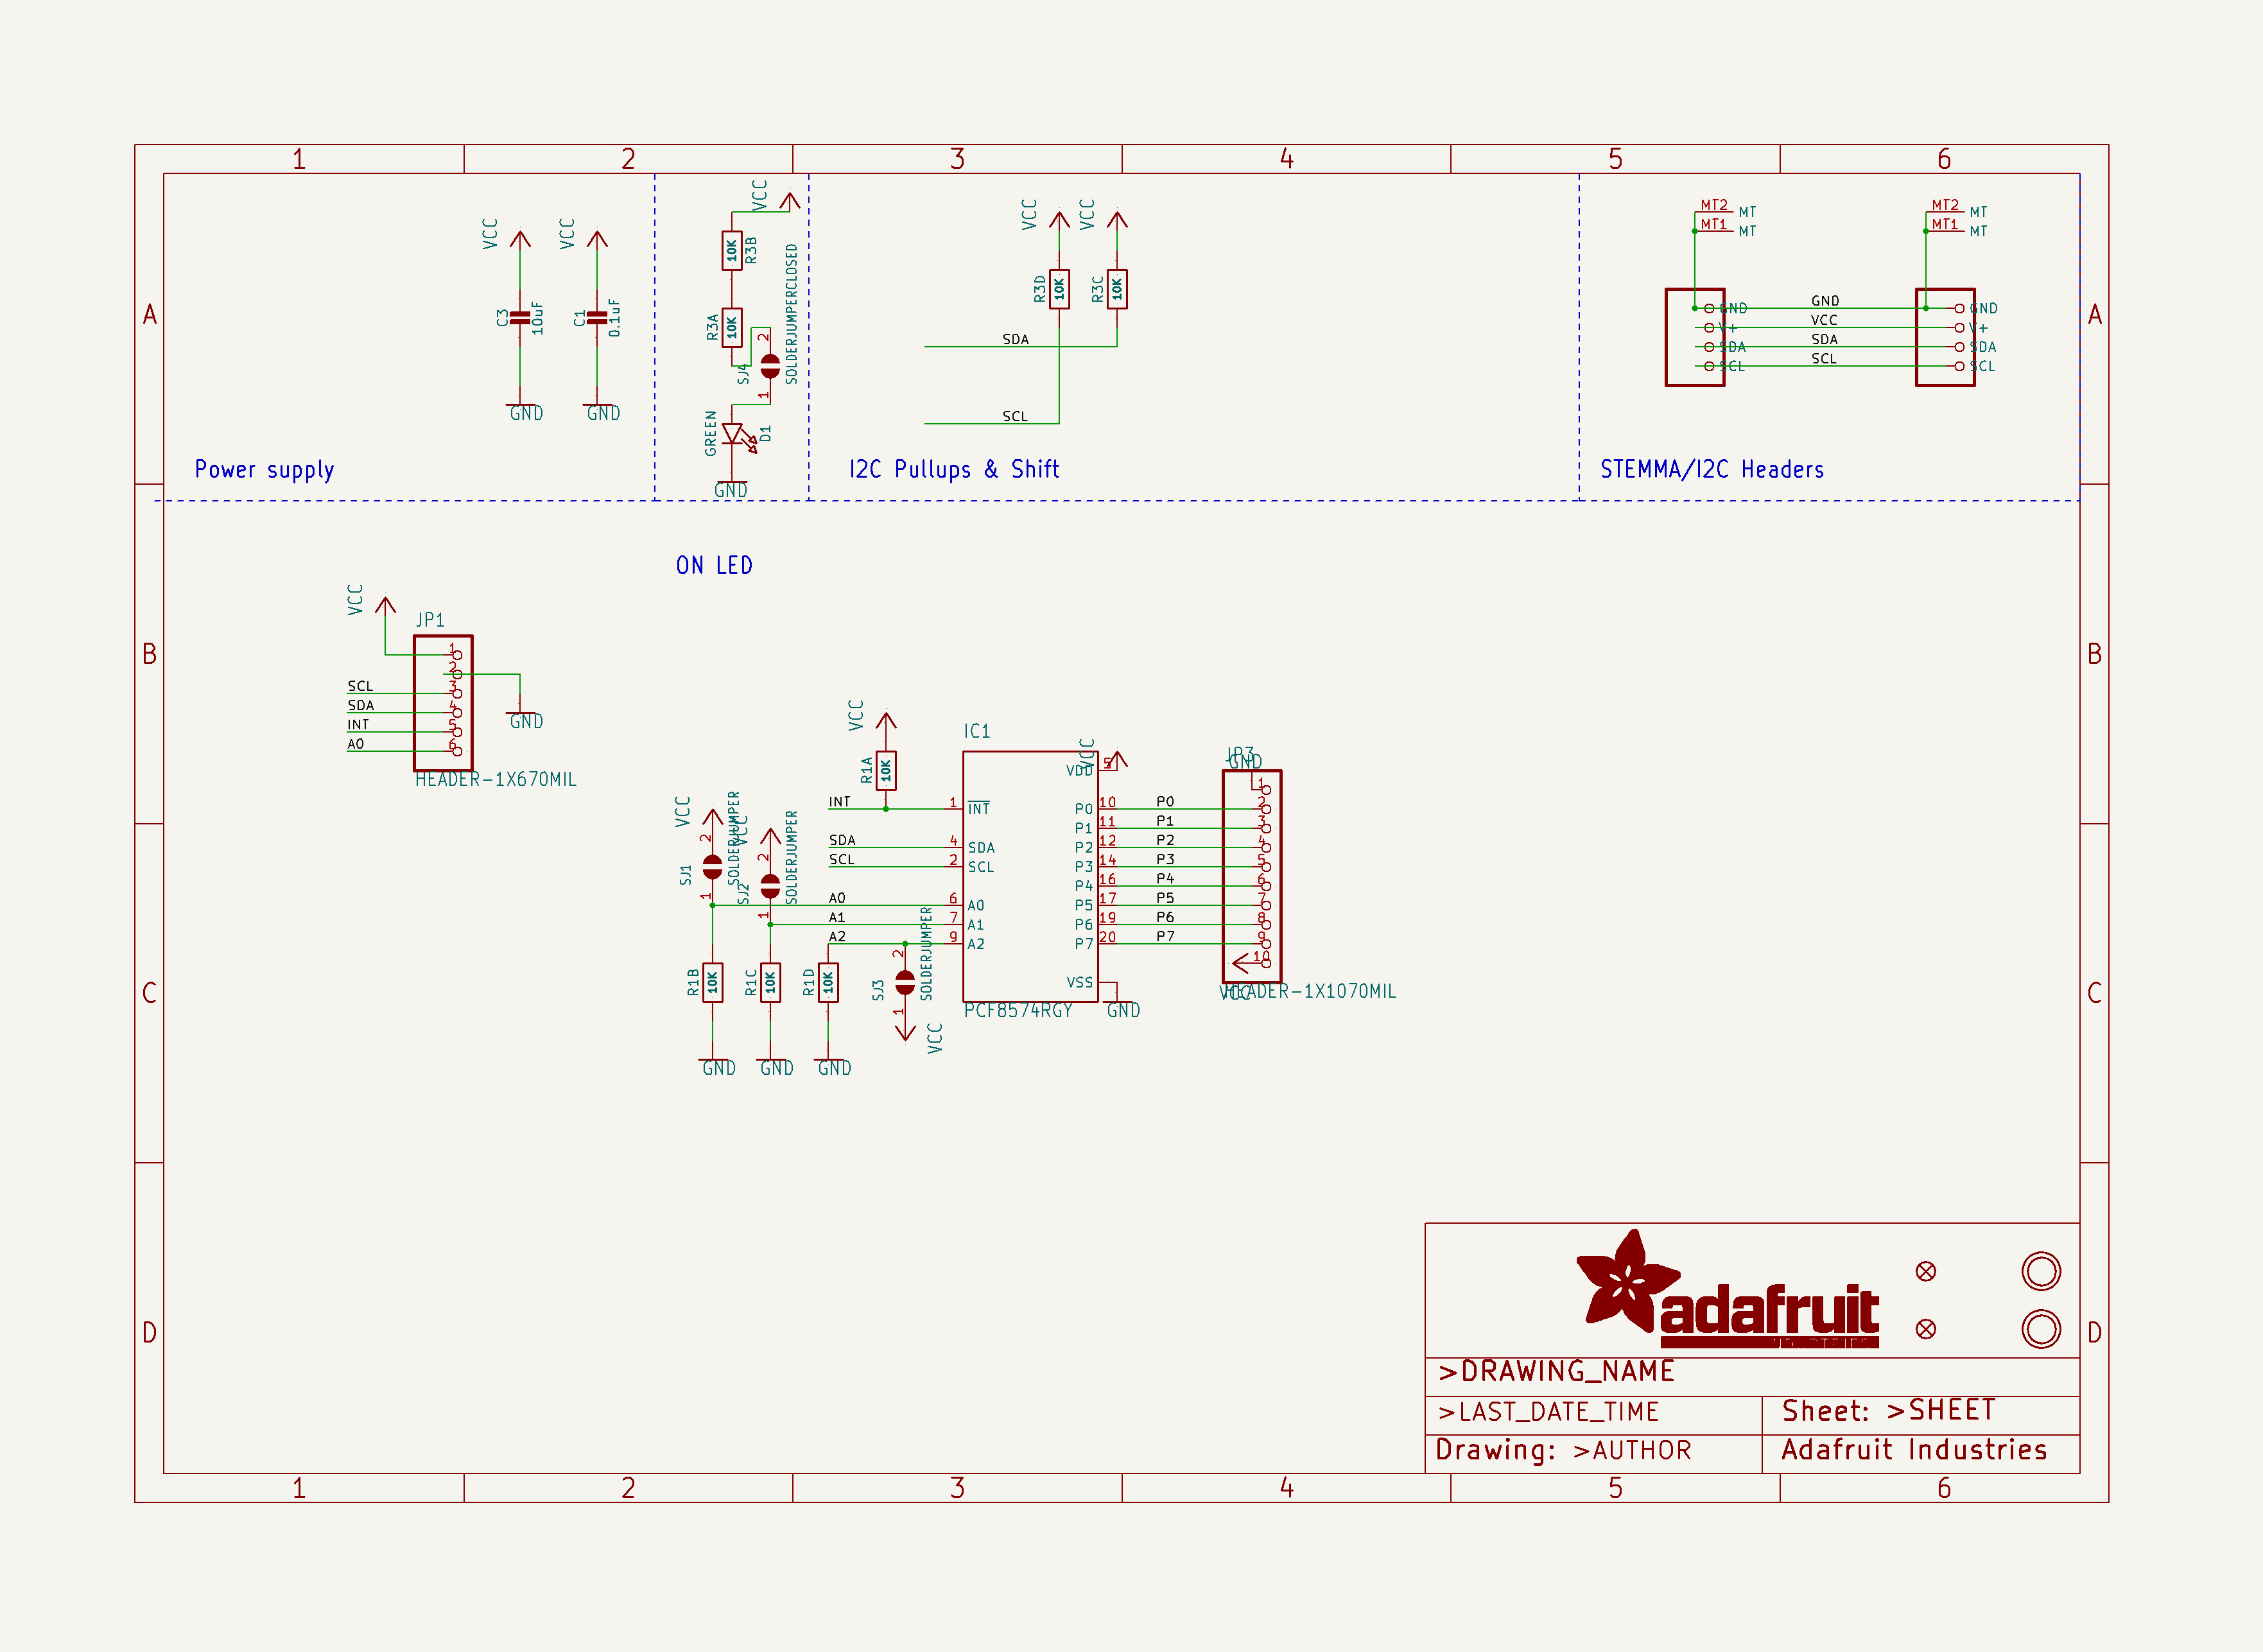 1 2 3 4 5 6
A A
VCC VCC
C3 10uF
C1 0.1uF
GND GND
Power supply
VCC
10K R3B
R3A 10K
2
SJ4 SOLDERJUMPERCLOSED
1
GREEN D1
GND
VCC VCC
R3D 10K
R3C 10K
SDA
SCL
I2C Pullups & Shift
MT2 MT
MT1 MT
MT2 MT
MT1 MT
GND GND GND
V+ VCC V+
SDA SDA SDA
SCL SCL SCL
STEMMA/I2C Headers
ON LED
B B
VCC
JP1
1
2
SCL 3
SDA 4
INT 5
A0 6
GND
HEADER-1X670MIL
VCC
R1A 10K
IC1
VCC
VDD 5
INT 1 INT
SDA 4 SDA
SCL 2 SCL
A0 6 A0
A1 7 A1
A2 9 A2
P0 10 P0
P1 11 P1
P2 12 P2
P3 14 P3
P4 16 P4
P5 17 P5
P6 19 P6
P7 20 P7
VSS
GND
PCF8574RGY
JP3
GND
1
2
3
4
5
6
7
8
9
10
VCC
HEADER-1X1070MIL
VCC
2
SJ1 SOLDERJUMPER
1
VCC
2
SJ2 SOLDERJUMPER
1
2
SJ3 SOLDERJUMPER
1
VCC
R1B 10K
R1C 10K
R1D 10K
GND GND GND
C C
D D
adafruit
>DRAWING_NAME
>LAST_DATE_TIME
Sheet: >SHEET
Drawing: >AUTHOR
Adafruit Industries
1 2 3 4 5 6